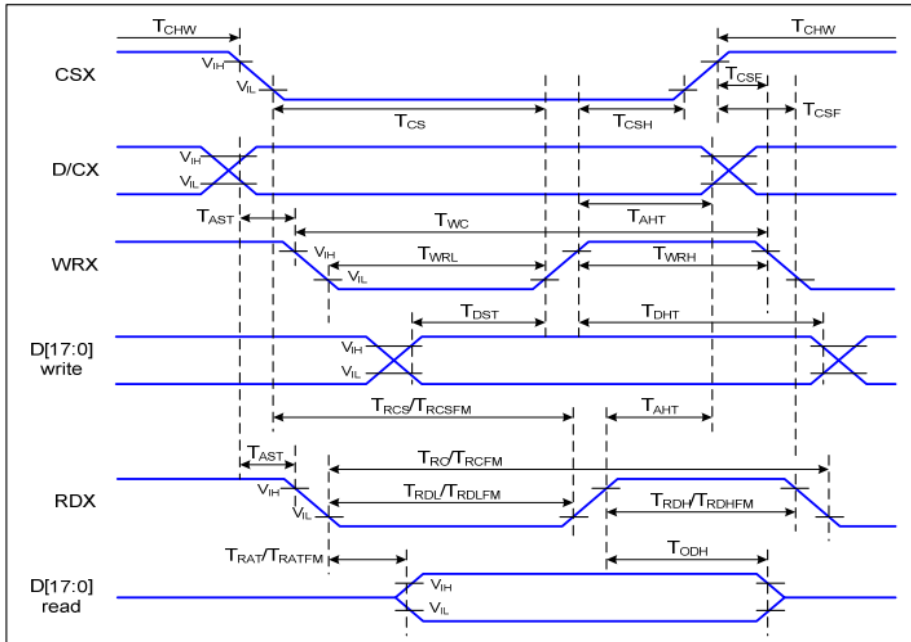 TCHW TCHW
CSX VIH TCSF
VIL TCSF
TCS TCSH
D/CX VIH
VIL
TAST TWC TAHT
WRX VIH TWRL TWRH
VIL
TDST TDHT
D[17:0] VIH
write VIL
TRCS/TRCSFM TAHT
TAST TRC/TRCFM
RDX VIH TRDL/TRDLFM TRDH/TRDHFM
VIL
TRAT/TRATFM TODH
D[17:0] VIH
read VIL